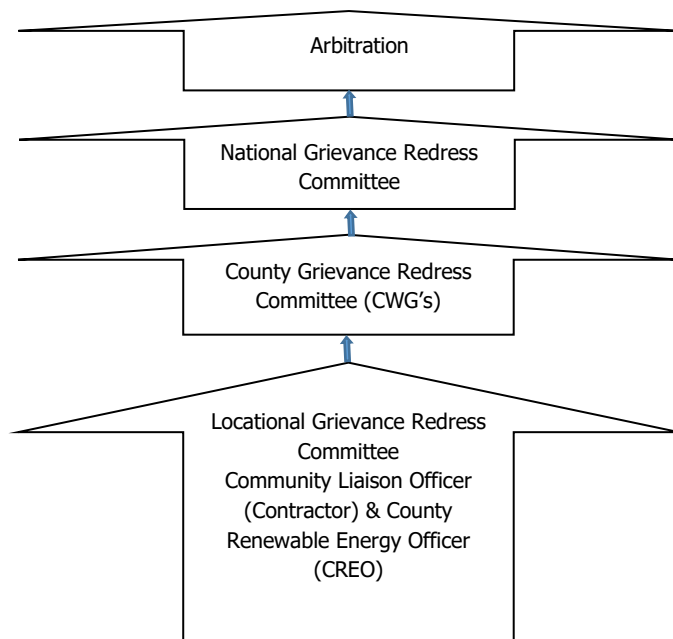 Arbitration
National Grievance Redress
Committee
County Grievance Redress
Committee (CWG’s)
Locational Grievance Redress
Committee
Community Liaison Officer
(Contractor) & County
Renewable Energy Officer
(CREO)